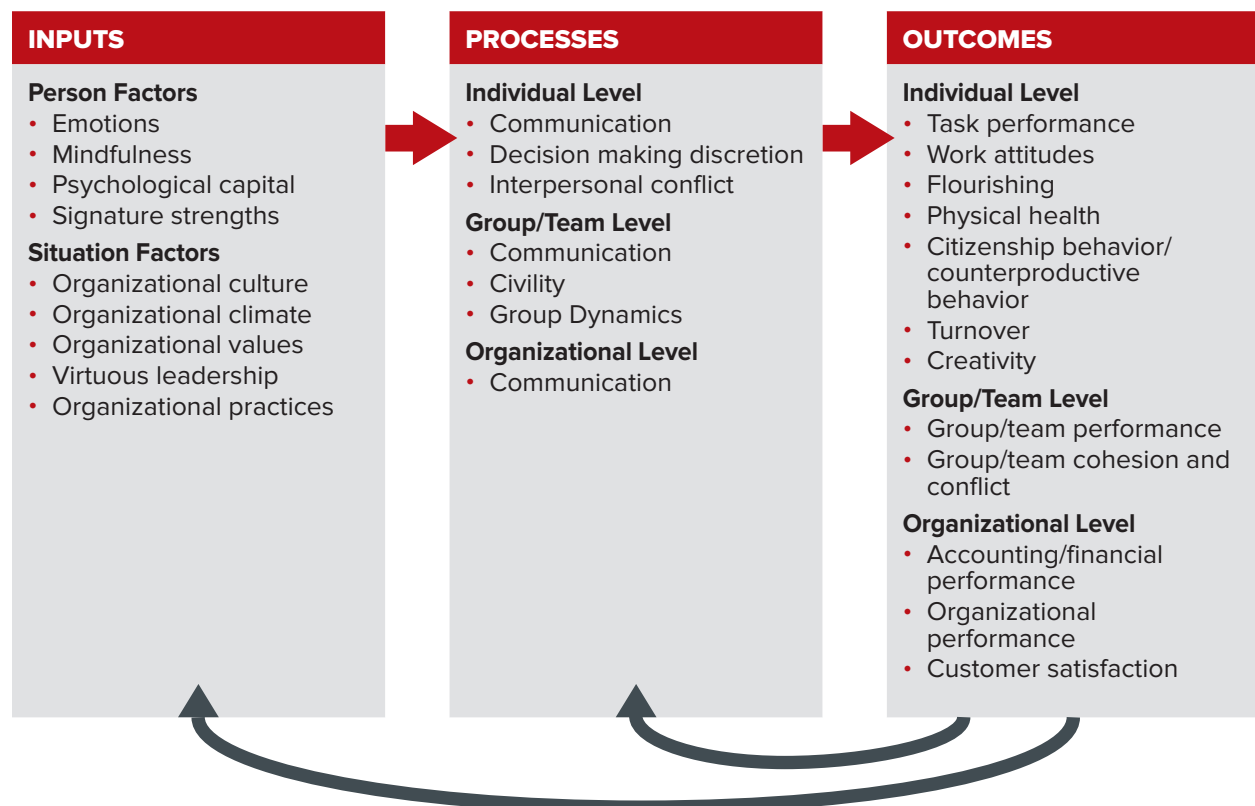 INPUTS
Person Factors
• Emotions
• Mindfulness
• Psychological capital
• Signature strengths
Situation Factors
• Organizational culture
• Organizational climate
• Organizational values
• Virtuous leadership
• Organizational practices
PROCESSES
Individual Level
• Communication
• Decision making discretion
• Interpersonal conflict
Group/Team Level
• Communication
• Civility
• Group Dynamics
Organizational Level
• Communication
OUTCOMES
Individual Level
• Task performance
• Work attitudes
• Flourishing
• Physical health
• Citizenship behavior/
counterproductive
behavior
• Turnover
• Creativity
Group/Team Level
• Group/team performance
• Group/team cohesion and
conflict
Organizational Level
• Accounting/financial
performance
• Organizational
performance
• Customer satisfaction